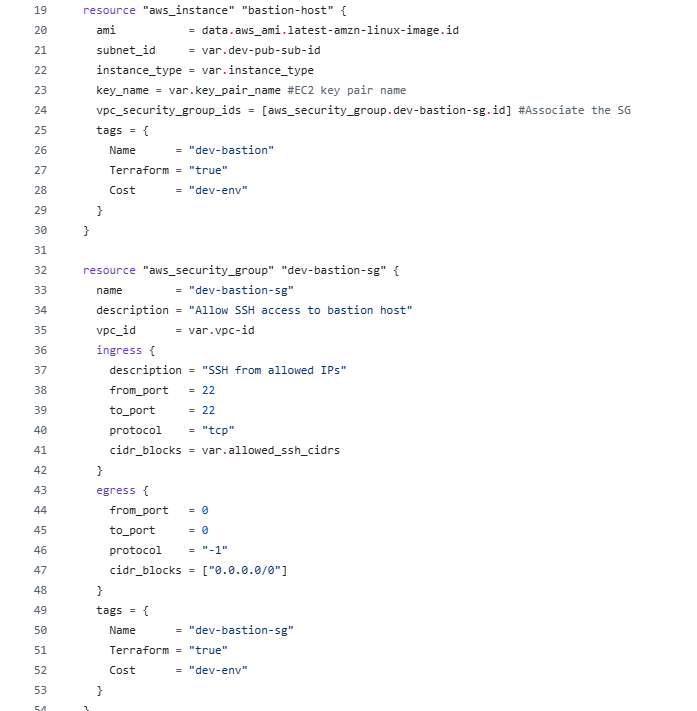 19 resource "aws_instance" "bastion-host" {
20 ami = data.aws_ami.latest-amzn-linux-image.id
21 subnet_id = var.dev-pub-sub-id
22 instance_type = var.instance_type
23 key_name = var.key_pair_name #EC2 key pair name
24 vpc_security_group_ids = [aws_security_group.dev-bastion-sg.id] #Associate the SG
25 tags = {
26 Name = "dev-bastion"
27 Terraform = "true"
28 Cost = "dev-env"
29 }
30 }
31
32 resource "aws_security_group" "dev-bastion-sg" {
33 name = "dev-bastion-sg"
34 description = "Allow SSH access to bastion host"
35 vpc_id = var.vpc-id
36 ingress {
37 description = "SSH from allowed IPs"
38 from_port = 22
39 to_port = 22
40 protocol = "tcp"
41 cidr_blocks = var.allowed_ssh_cidrs
42 }
43 egress {
44 from_port = 0
45 to_port = 0
46 protocol = "-1"
47 cidr_blocks = ["0.0.0.0/0"]
48 }
49 tags = {
50 Name = "dev-bastion-sg"
51 Terraform = "true"
52 Cost = "dev-env"
53 }
54 }